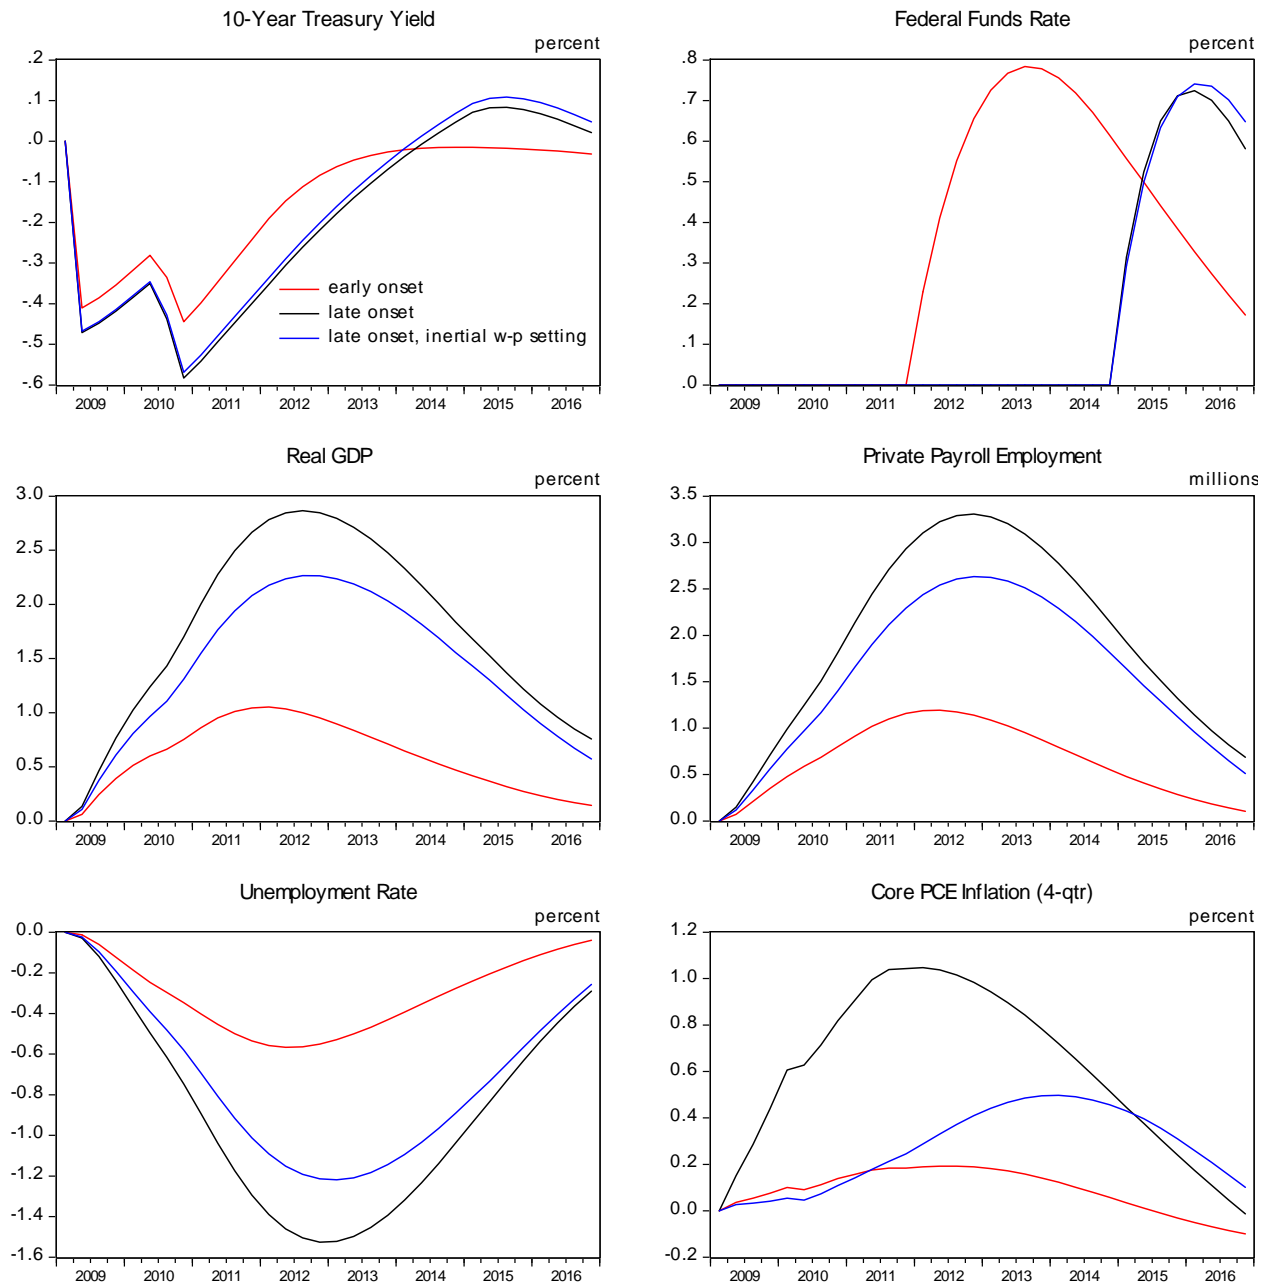 10-Year Treasury Yield
percent
.2
.1
.0
-.1
-.2
-.3
-.4
-.5
-.6
early onset
late onset
late onset, inertial w-p setting
2009 2010 2011 2012 2013 2014 2015 2016
Federal Funds Rate
percent
.8
.7
.6
.5
.4
.3
.2
.1
.0
2009 2010 2011 2012 2013 2014 2015 2016
Real GDP
percent
3.0
2.5
2.0
1.5
1.0
0.5
0.0
2009 2010 2011 2012 2013 2014 2015 2016
Private Payroll Employment
millions
3.5
3.0
2.5
2.0
1.5
1.0
0.5
0.0
2009 2010 2011 2012 2013 2014 2015 2016
Unemployment Rate
percent
0.0
-0.2
-0.4
-0.6
-0.8
-1.0
-1.2
-1.4
-1.6
2009 2010 2011 2012 2013 2014 2015 2016
Core PCE Inflation (4-qtr)
percent
1.2
1.0
0.8
0.6
0.4
0.2
0.0
-0.2
2009 2010 2011 2012 2013 2014 2015 2016